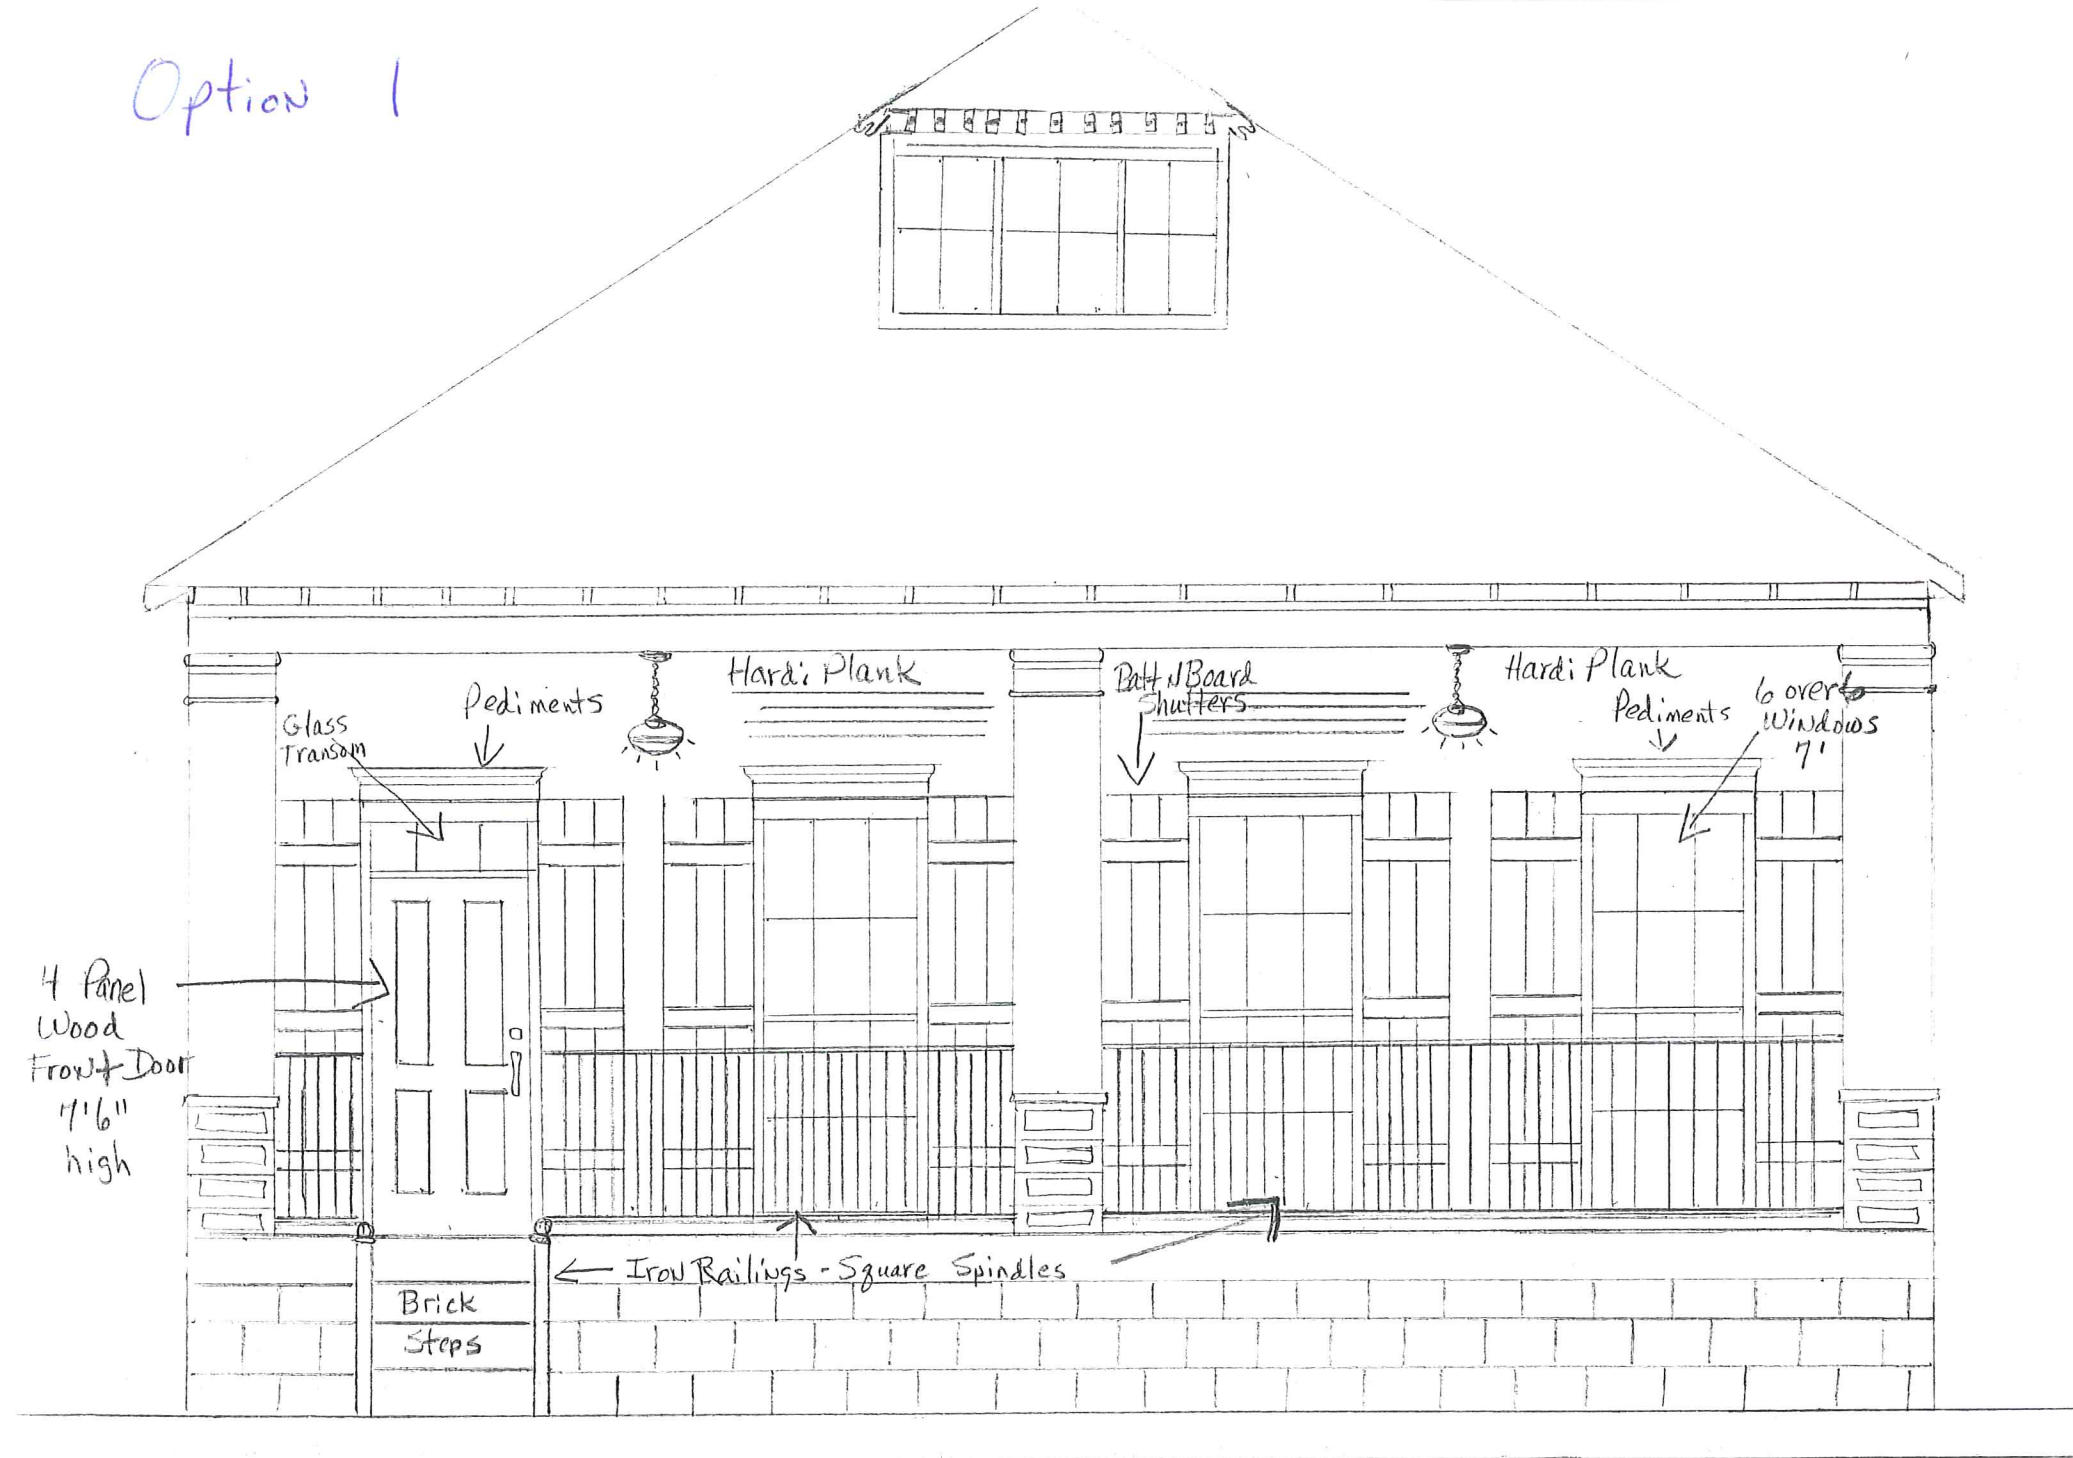 Option 1
Hardi Plank
Batt N Board
Shutters
Hardi Plank
Pediments
6 over 6
Windows
7'
Pediments
Glass
Transom
4 Panel
Wood
Front Door
7'6"
high
Iron Railings - Square Spindles
Brick
Steps